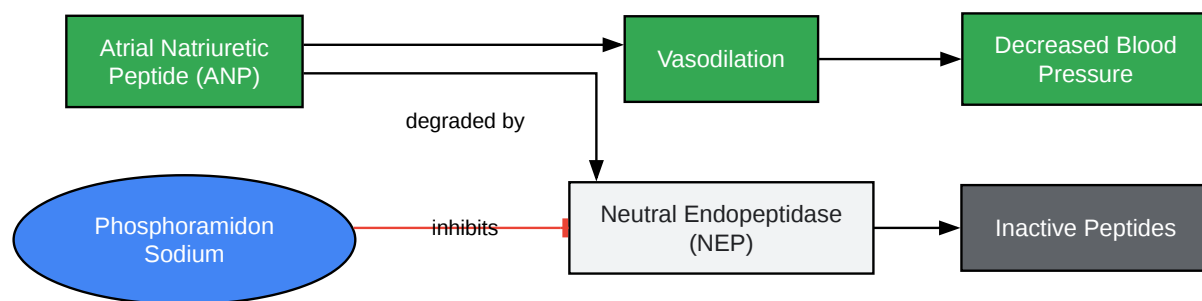 Atrial Natriuretic
Peptide (ANP)
Vasodilation
Decreased Blood
Pressure
degraded by
Phosphoramidon
Sodium
inhibits
Neutral Endopeptidase
(NEP)
Inactive Peptides